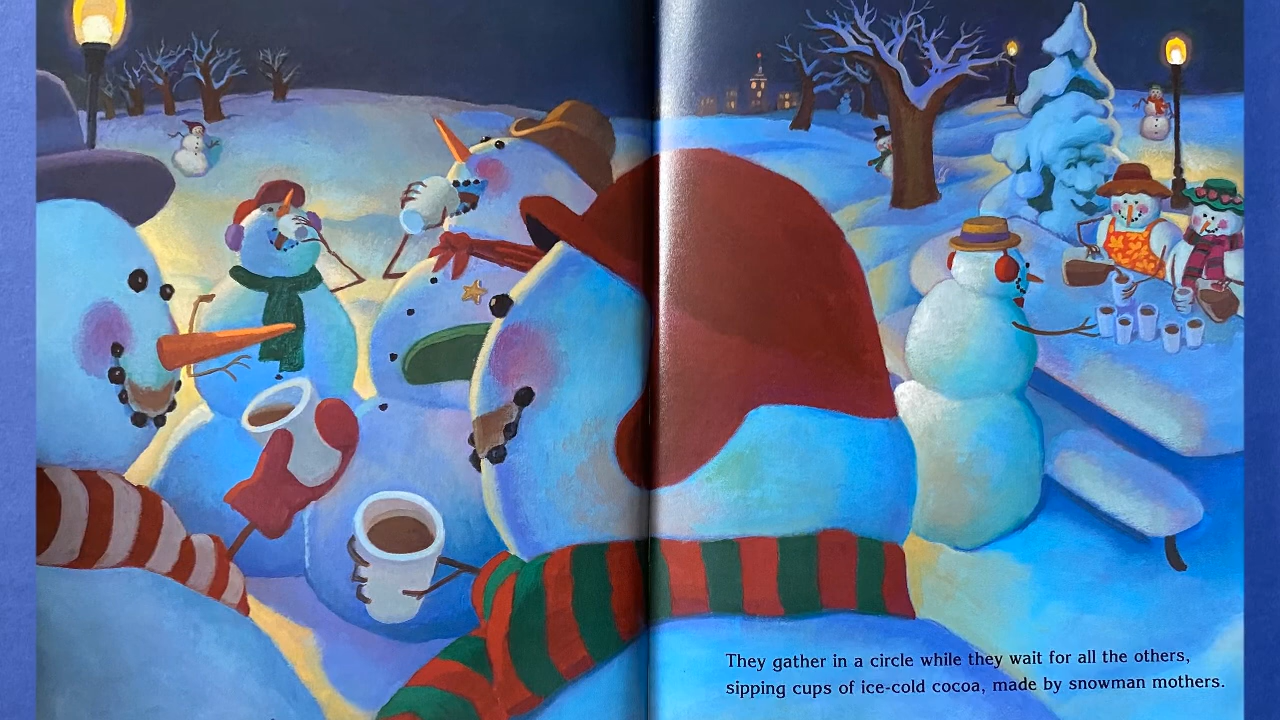 They gather in a circle while they wait for all the others,
sipping cups of ice-cold cocoa, made by snowman mothers.